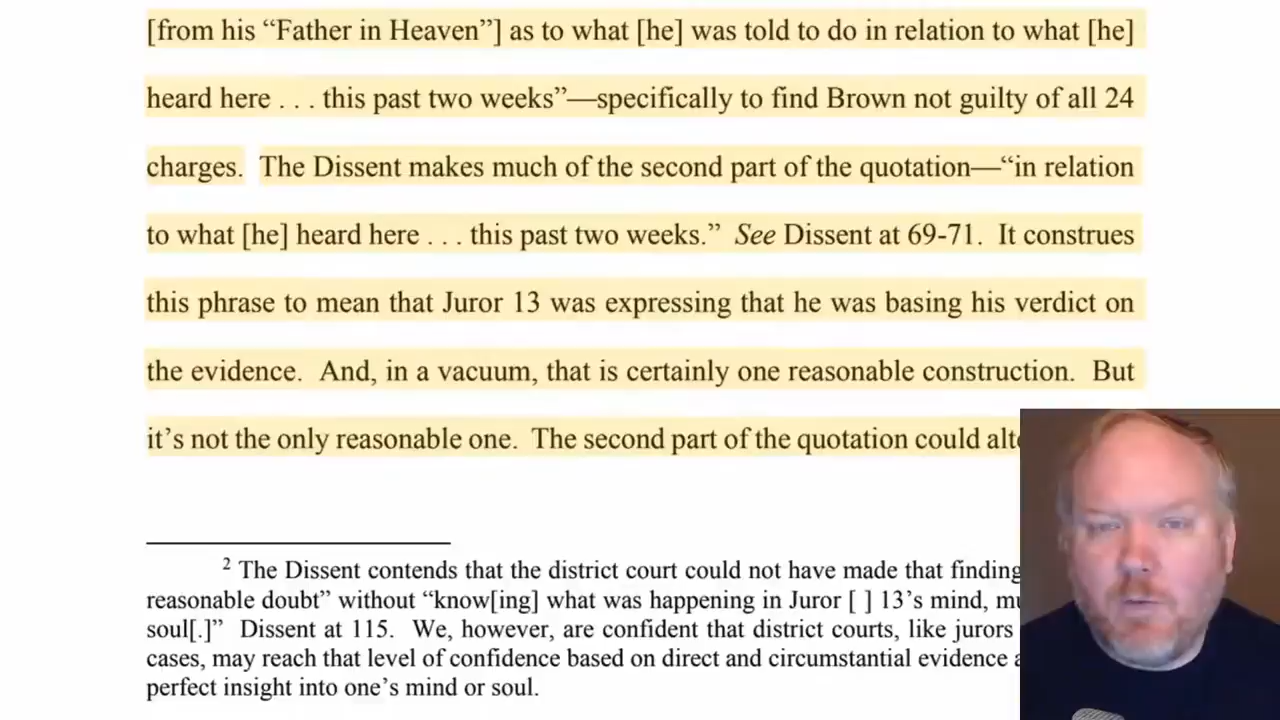 [from his “Father in Heaven”] as to what [he] was told to do in relation to what [he]
heard here . . . this past two weeks”—specifically to find Brown not guilty of all 24
charges. The Dissent makes much of the second part of the quotation—“in relation
to what [he] heard here . . . this past two weeks.” See Dissent at 69-71. It construes
this phrase to mean that Juror 13 was expressing that he was basing his verdict on
the evidence. And, in a vacuum, that is certainly one reasonable construction. But
it’s not the only reasonable one. The second part of the quotation could
2 The Dissent contends that the district court could not have made that finding
reasonable doubt” without “know[ing] what was happening in Juror [ ] 13’s mind,
soul[.]” Dissent at 115. We, however, are confident that district courts, like jurors
cases, may reach that level of confidence based on direct and circumstantial evidence
perfect insight into one’s mind or soul.